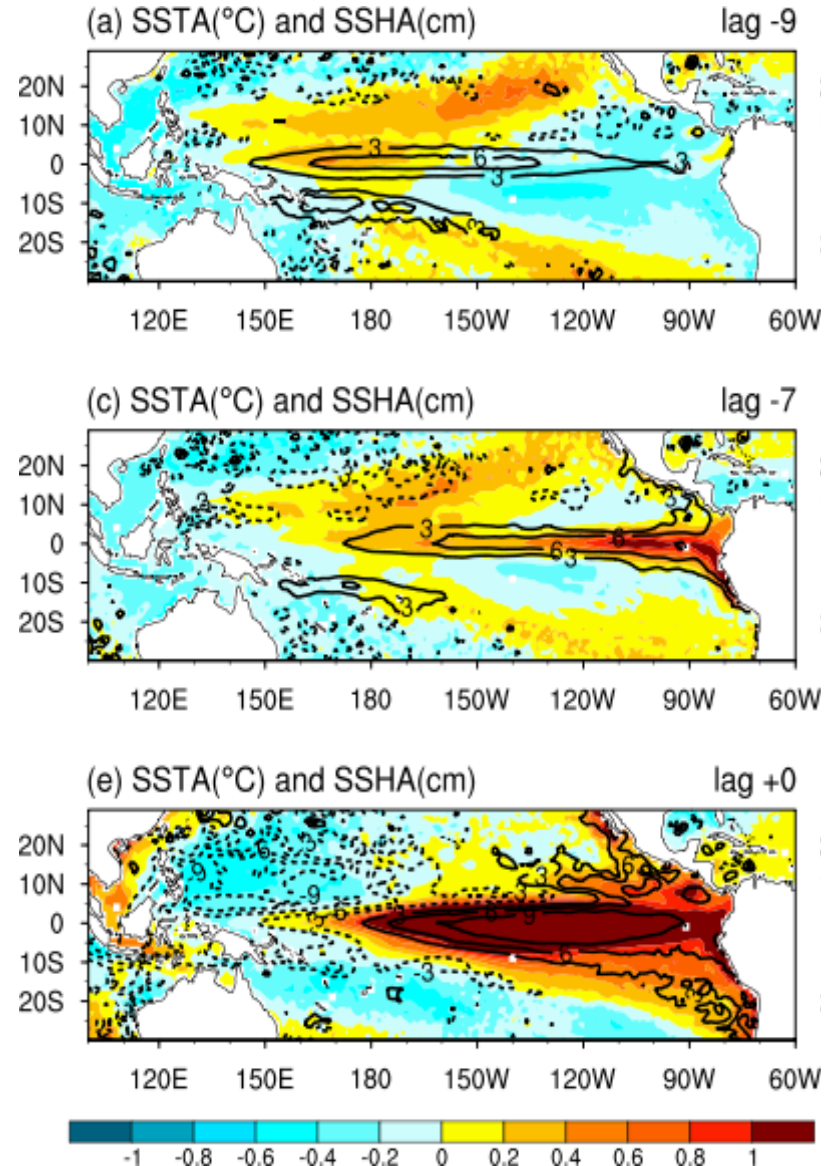 (a) SSTA(°C) and SSHA(cm) lag -9
20N
10N
0
10S
20S
3
6
3
3
3
120E 150E 180 150W 120W 90W 60W
(c) SSTA(°C) and SSHA(cm) lag -7
20N
10N
0
10S
20S
3
3
3
6
6
6
3
3
120E 150E 180 150W 120W 90W 60W
(e) SSTA(°C) and SSHA(cm) lag +0
20N
10N
0
10S
20S
9
9
3
6
9
6
3
120E 150E 180 150W 120W 90W 60W
-1 -0.8 -0.6 -0.4 -0.2 0 0.2 0.4 0.6 0.8 1